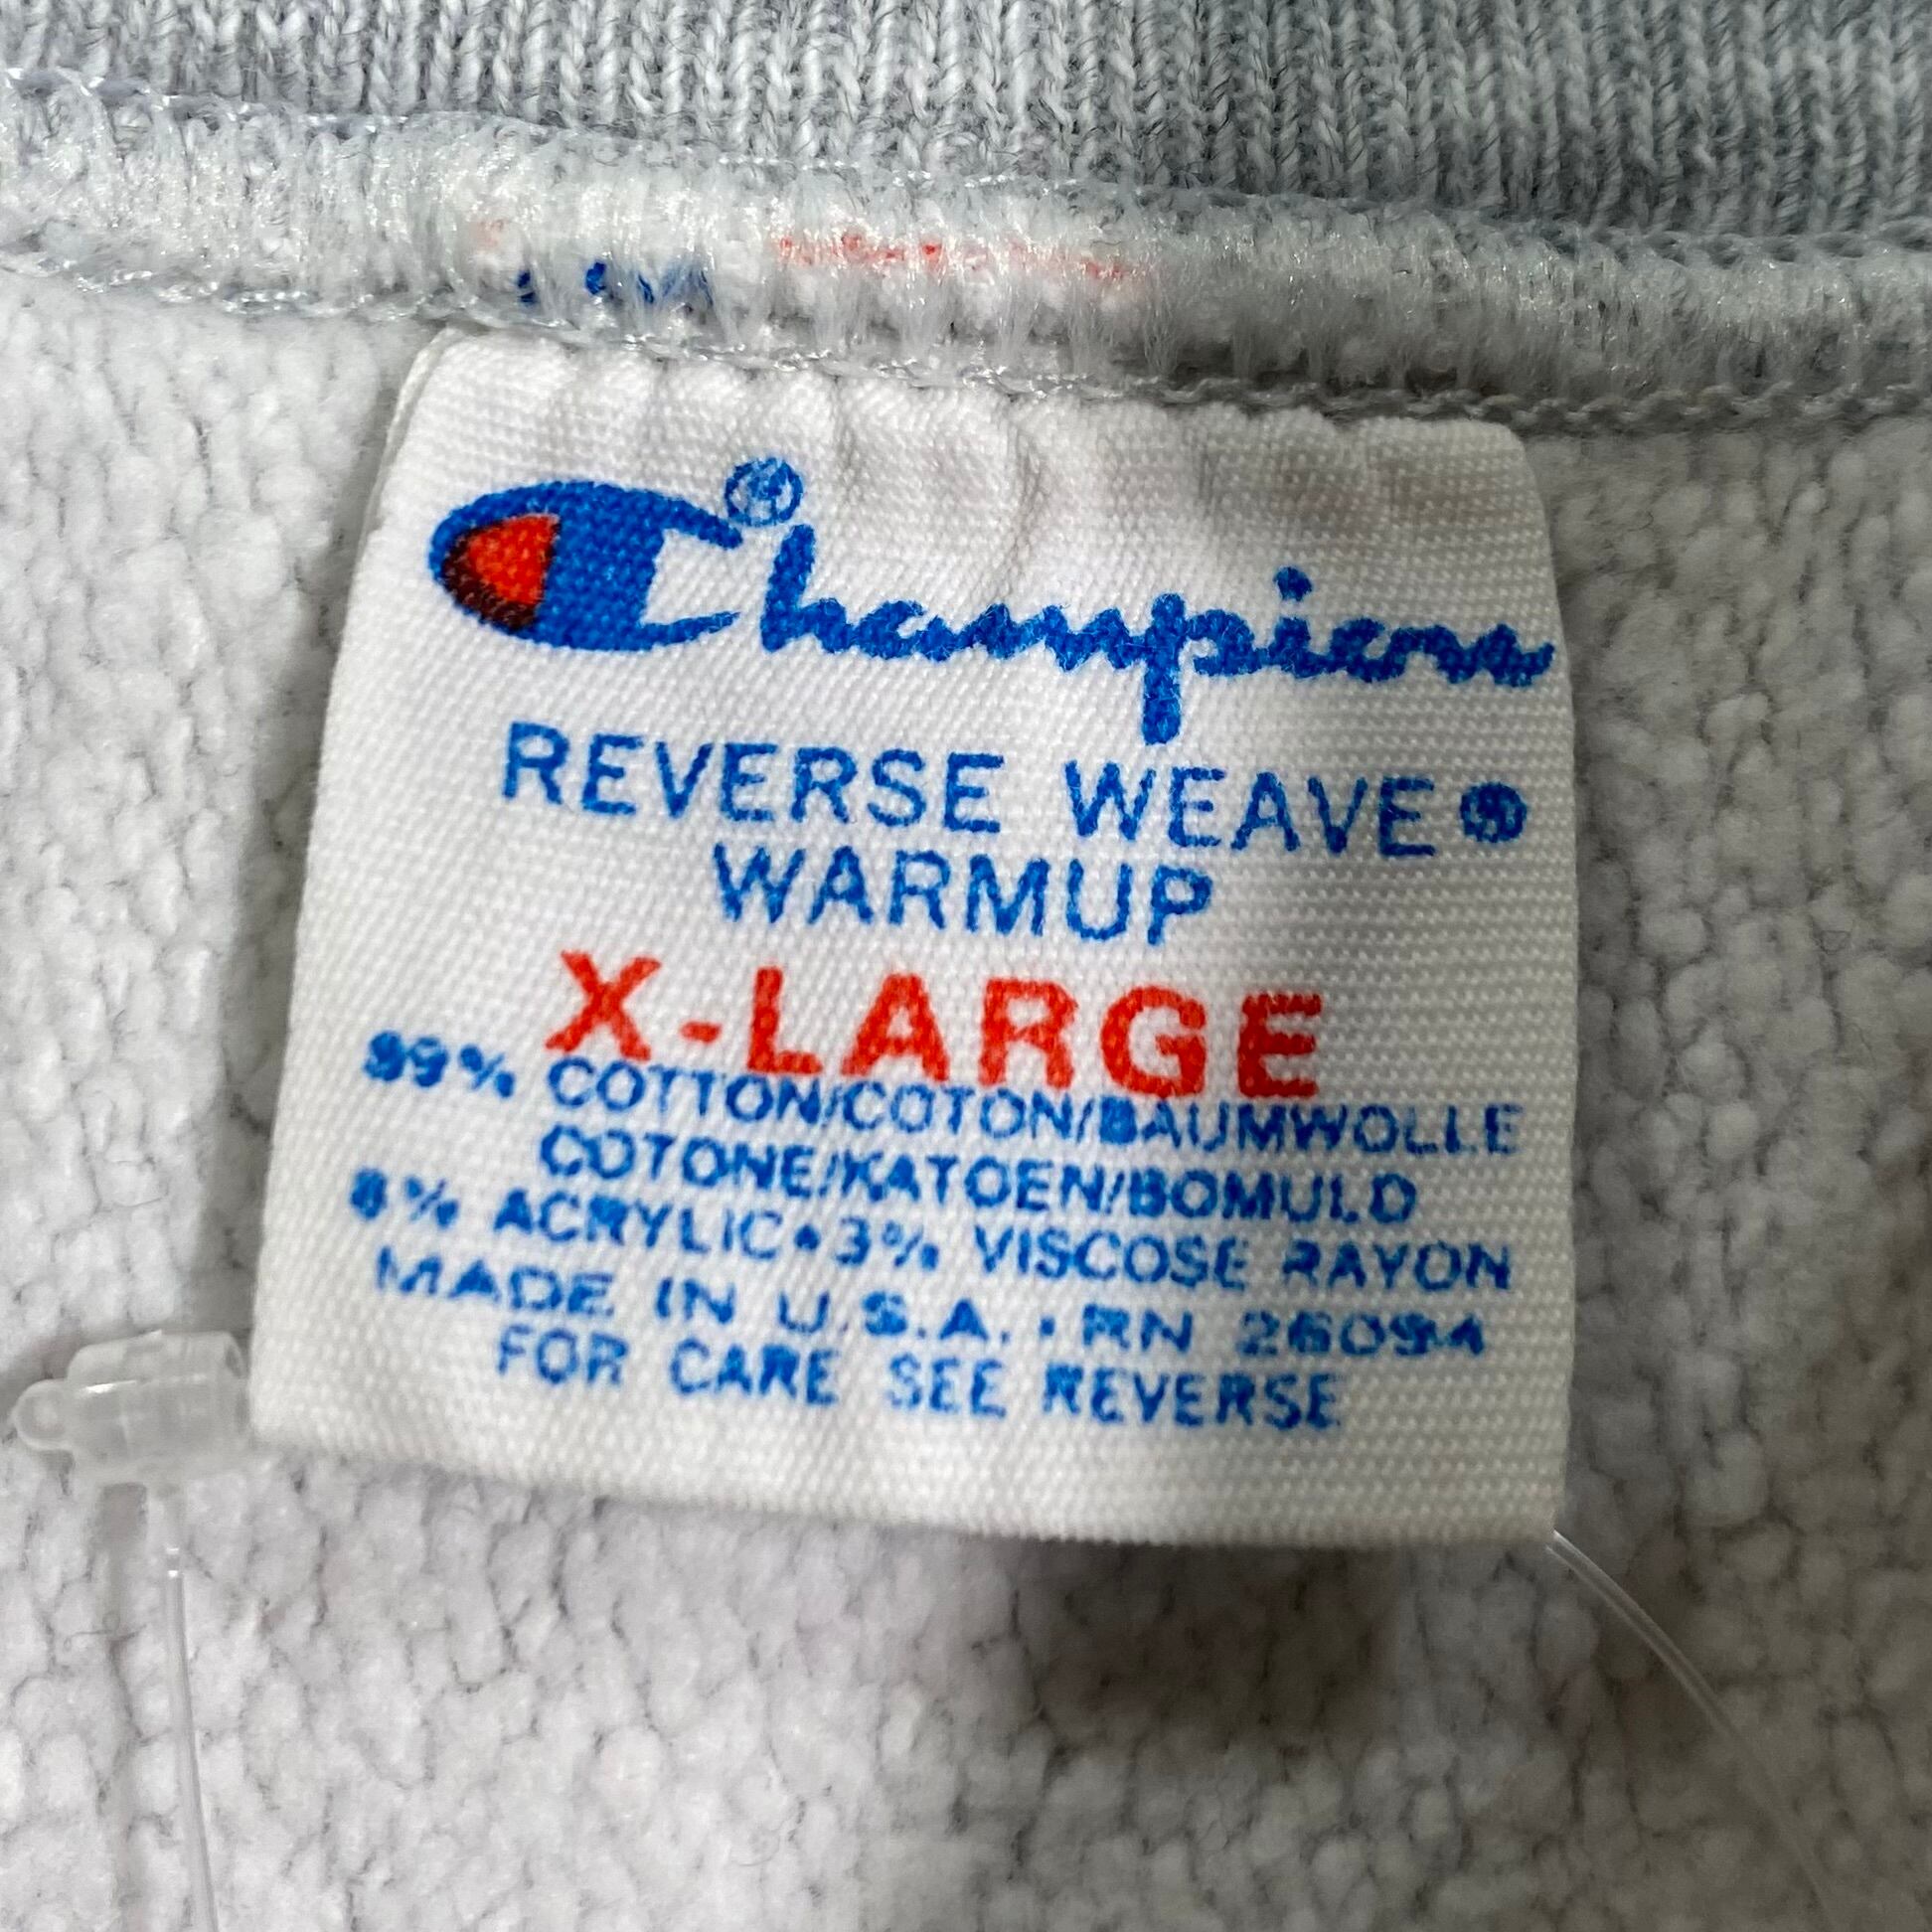 Champion®
REVERSE WEAVE®
WARMUP
X-LARGE
89% COTTON/COTON/BAUMWOLLE
COTONE/KATOEN/BOMULD
8% ACRYLIC•3% VISCOSE RAYON
MADE IN U.S.A. • RN 26094
FOR CARE SEE REVERSE